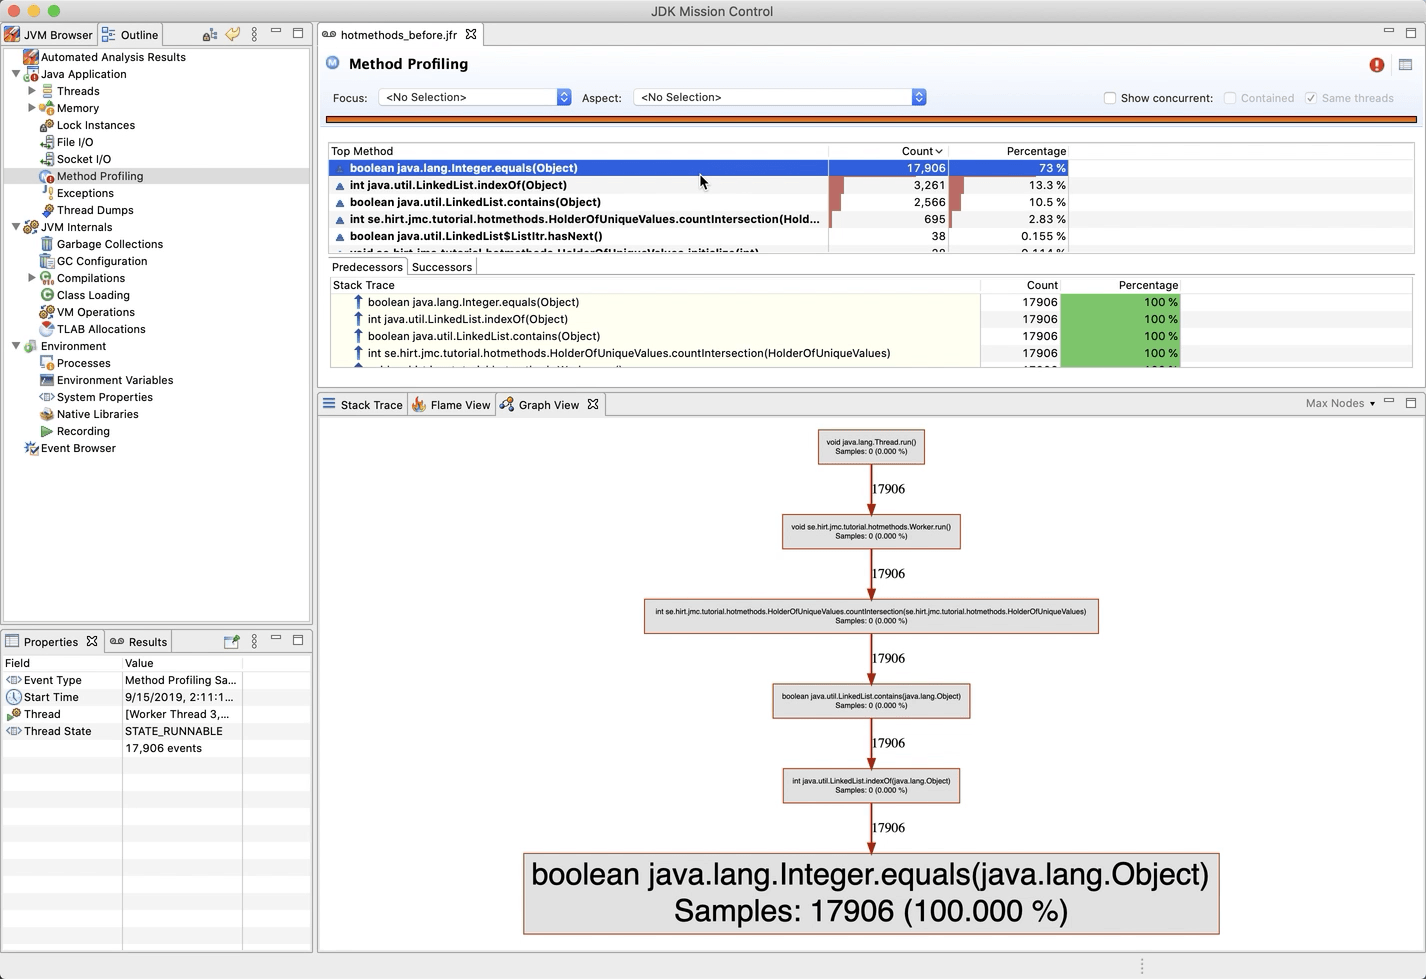 JDK Mission Control
JVM Browser
Outline
Automated Analysis Results
Java Application
Threads
Memory
Lock Instances
File I/O
Socket I/O
Method Profiling
Exceptions
Thread Dumps
JVM Internals
Garbage Collections
GC Configuration
Compilations
Class Loading
VM Operations
TLAB Allocations
Environment
Processes
Environment Variables
System Properties
Native Libraries
Recording
Event Browser
Properties
Results
Field Value
Event Type Method Profiling Sa...
Start Time 9/15/2019, 2:11:1...
Thread [Worker Thread 3,...
Thread State STATE_RUNNABLE
17,906 events
hotmethods_before.jfr
Method Profiling
Focus: <No Selection> Aspect: <No Selection> Show concurrent: Contained Same threads
Top Method Count Percentage
boolean java.lang.Integer.equals(Object) 17,906 73 %
int java.util.LinkedList.indexOf(Object) 3,261 13.3 %
boolean java.util.LinkedList.contains(Object) 2,566 10.5 %
int se.hirt.jmc.tutorial.hotmethods.HolderOfUniqueValues.countIntersection(Hold... 695 2.83 %
boolean java.util.LinkedList$ListItr.hasNext() 38 0.155 %
Predecessors Successors
Stack Trace Count Percentage
boolean java.lang.Integer.equals(Object) 17906 100 %
int java.util.LinkedList.indexOf(Object) 17906 100 %
boolean java.util.LinkedList.contains(Object) 17906 100 %
int se.hirt.jmc.tutorial.hotmethods.HolderOfUniqueValues.countIntersection(HolderOfUniqueValues) 17906 100 %
Stack Trace Flame View Graph View Max Nodes
void java.lang.Thread.run()
Samples: 0 (0.000 %)
17906
void se.hirt.jmc.tutorial.hotmethods.Worker.run()
Samples: 0 (0.000 %)
17906
int se.hirt.jmc.tutorial.hotmethods.HolderOfUniqueValues.countIntersection(se.hirt.jmc.tutorial.hotmethods.HolderOfUniqueValues)
Samples: 0 (0.000 %)
17906
boolean java.util.LinkedList.contains(java.lang.Object)
Samples: 0 (0.000 %)
17906
int java.util.LinkedList.indexOf(java.lang.Object)
Samples: 0 (0.000 %)
17906
boolean java.lang.Integer.equals(java.lang.Object)
Samples: 17906 (100.000 %)